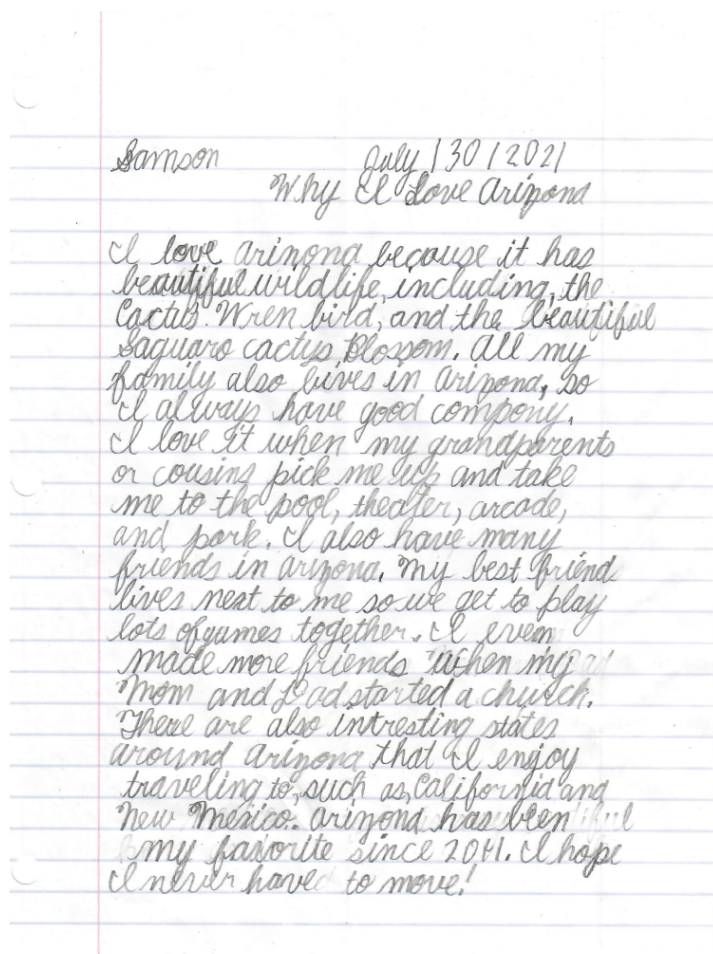 Samson July/30/2021
Why I Love Arizona
I love Arizona because it has
beautiful wildlife, including, the
Cactus Wren bird, and the beautiful
Saguaro cactus Blossom. All my
family also lives in Arizona, so
I always have good company.
I love it when my grandparents
or cousins pick me up and take
me to the pool, theater, arcade,
and park. I also have many
friends in Arizona. My best friend
lives next to me so we get to play
lots of games together. I even
made more friends when my
Mom and Dad started a church.
There are also intresting states
around Arizona that I enjoy
traveling to, such as, California and
New Mexico. Arizona has been
my favorite since 2011. I hope
I never have to move!